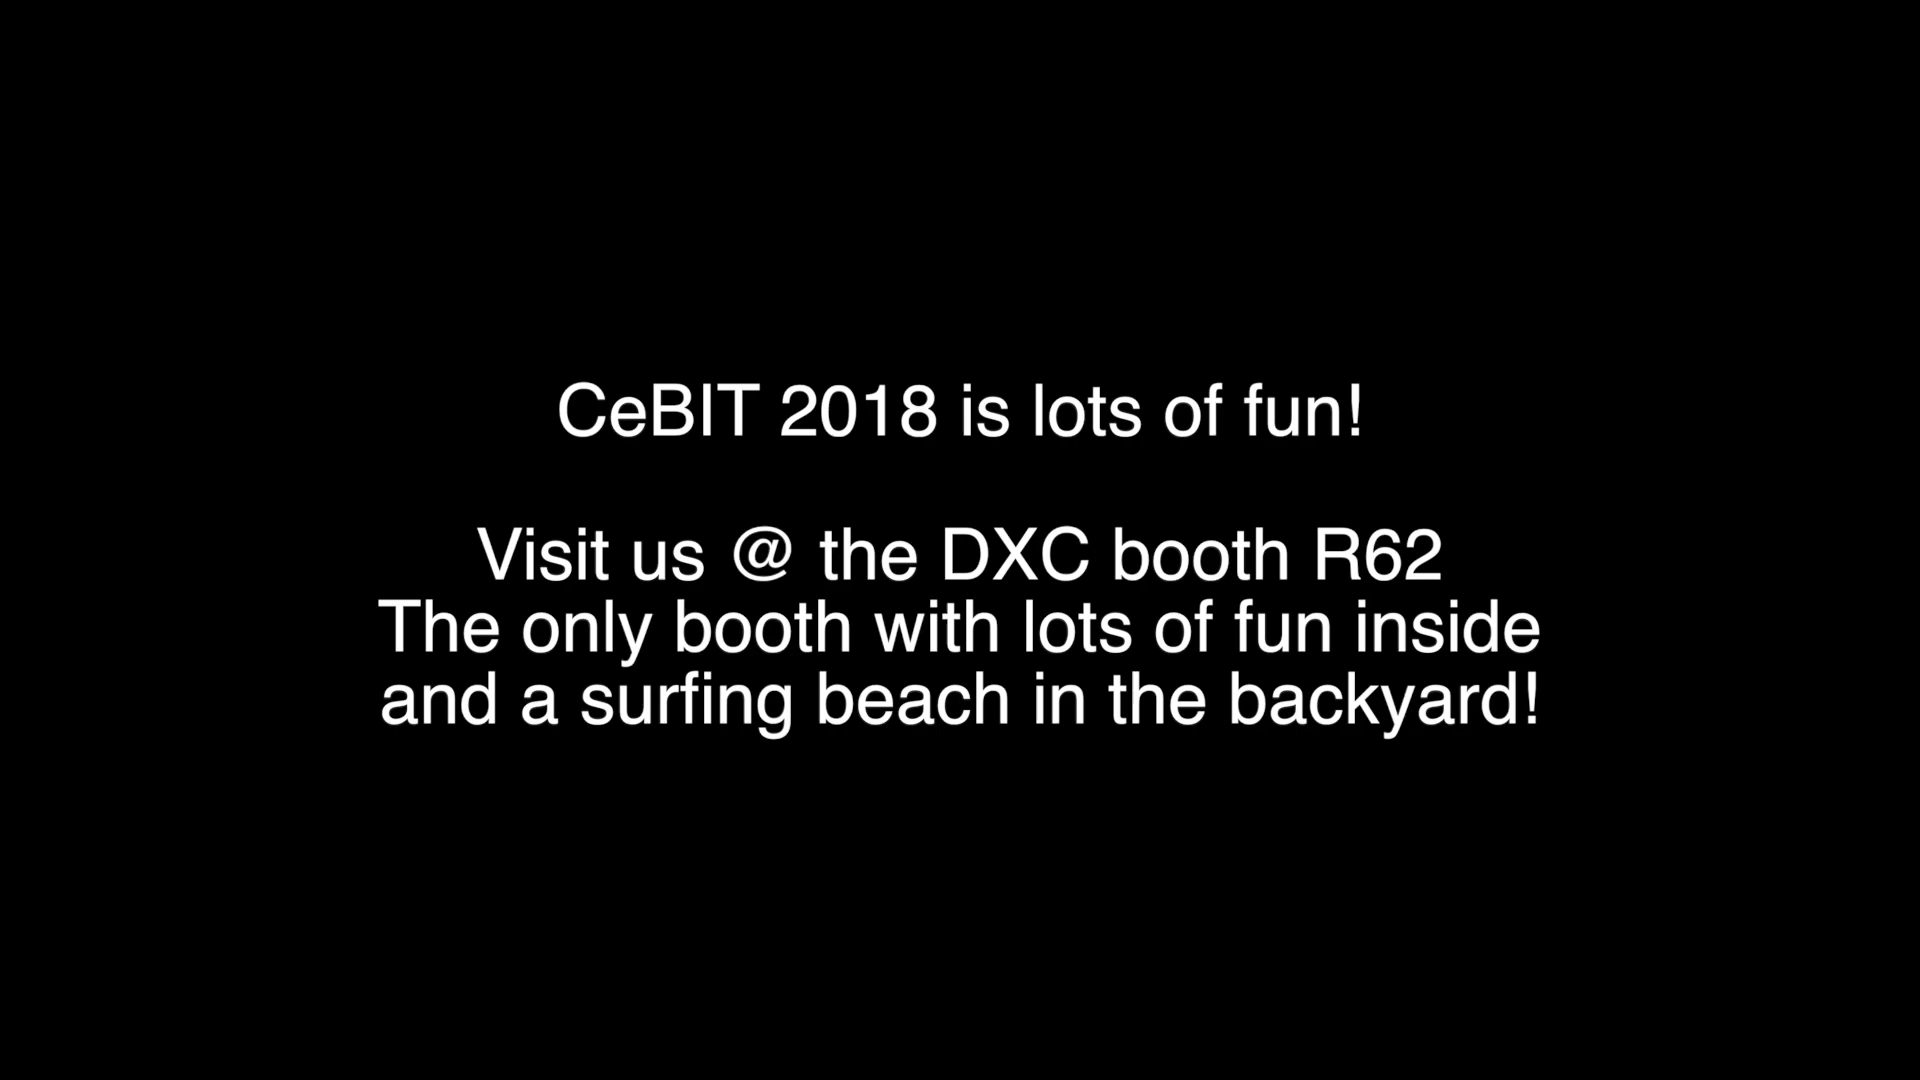 CeBIT 2018 is lots of fun!
Visit us @ the DXC booth R62
The only booth with lots of fun inside
and a surfing beach in the backyard!